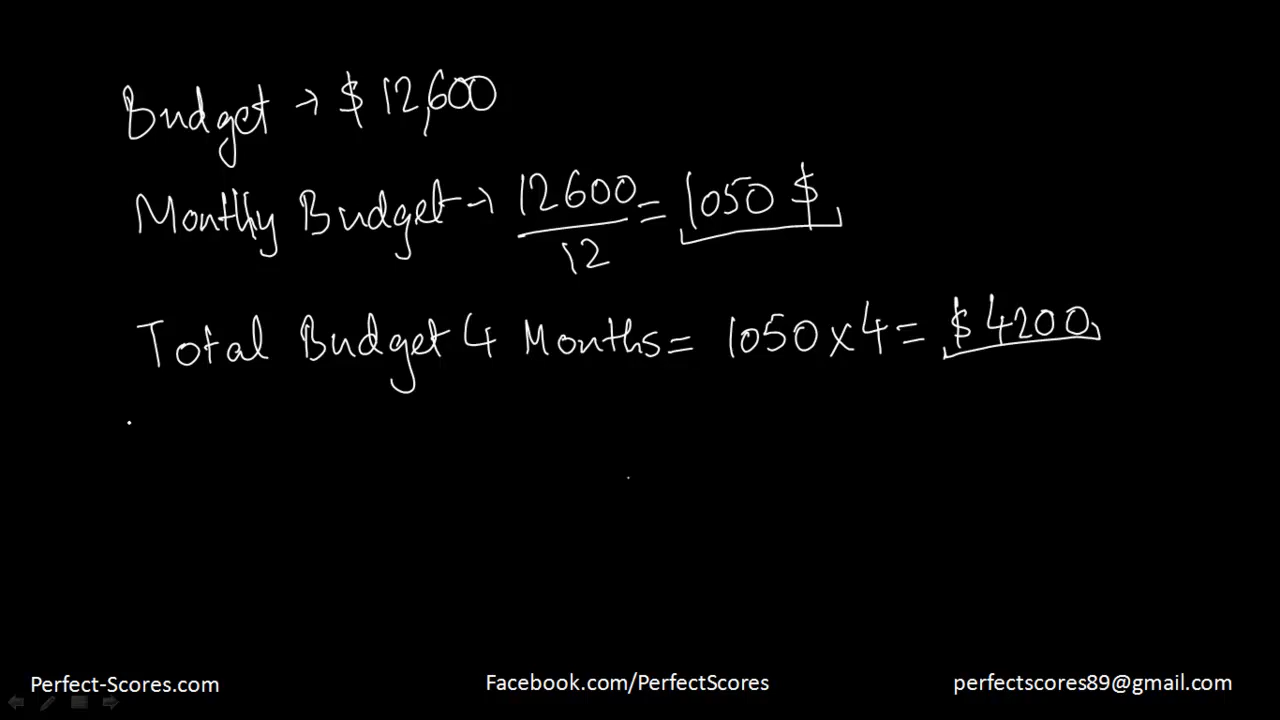 Budget → $ 12,600
Monthly Budget → 12600/12 = 1050 $
Total Budget 4 Months = 1050 x 4 = $ 4200
Perfect-Scores.com Facebook.com/PerfectScores perfectscores89@gmail.com